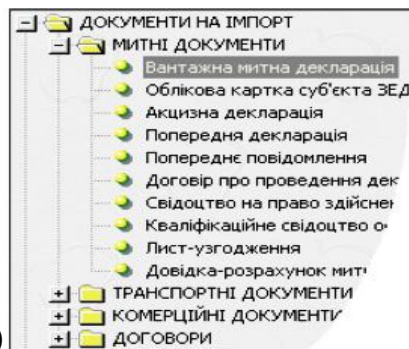 ДОКУМЕНТИ НА ІМПОРТ
МИТНІ ДОКУМЕНТИ
Вантажна митна декларація
Облікова картка суб'єкта ЗЕД
Акцизна декларація
Попередня декларація
Попереднє повідомлення
Договір про проведення дек
Свідоцтво на право здійснен
Кваліфікаційне свідоцтво о
Лист-узгодження
Довідка-розрахунок мит
ТРАНСПОРТНІ ДОКУМЕНТИ
КОМЕРЦІЙНІ ДОКУМЕНТИ
ДОГОВОРИ
)